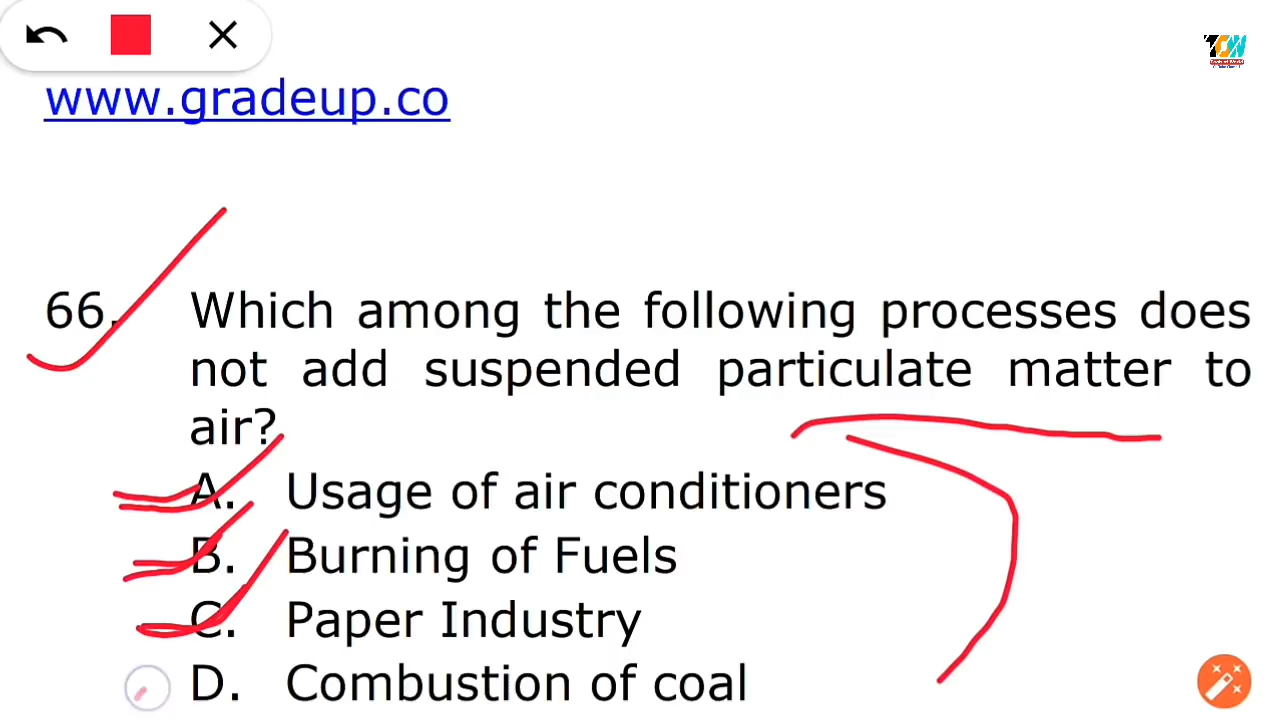 TOW
www.gradeup.co
66. Which among the following processes does
not add suspended particulate matter to
air?
A. Usage of air conditioners
B. Burning of Fuels
C. Paper Industry
D. Combustion of coal